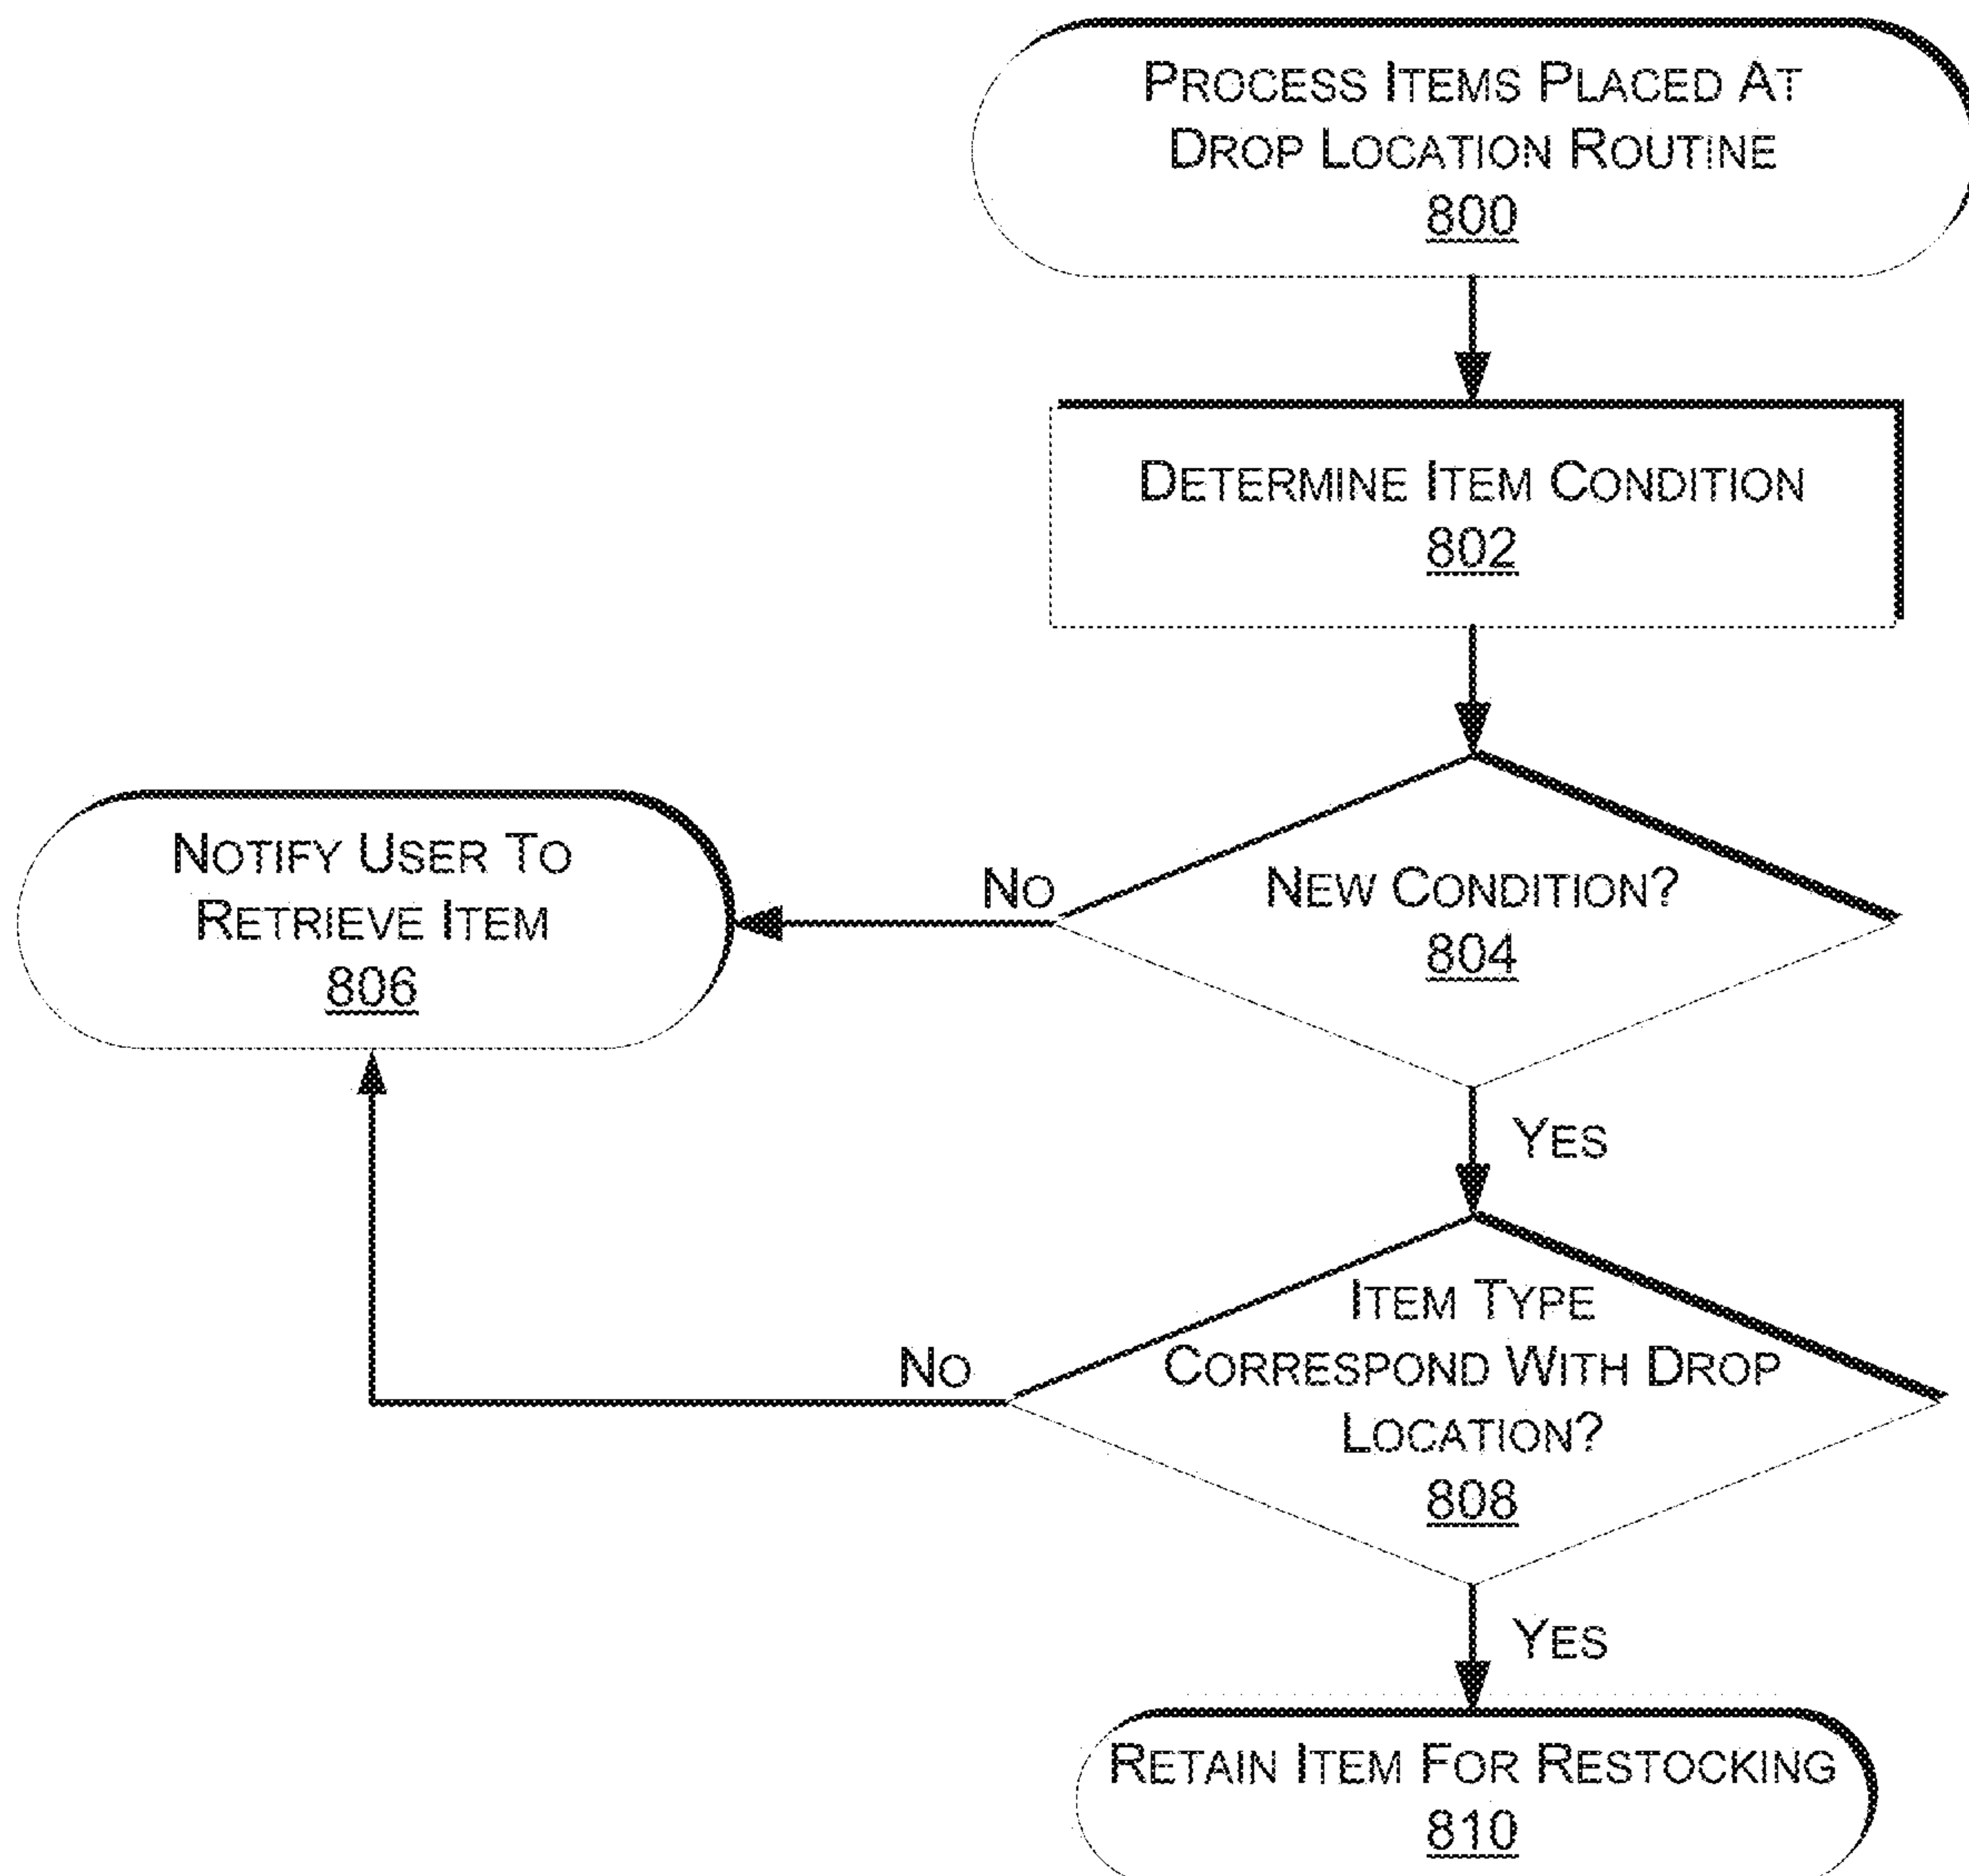 PROCESS ITEMS PLACED AT
DROP LOCATION ROUTINE
800
DETERMINE ITEM CONDITION
802
NEW CONDITION?
804
NO
NOTIFY USER TO
RETRIEVE ITEM
806
YES
ITEM TYPE
CORRESPOND WITH DROP
LOCATION?
808
NO
YES
RETAIN ITEM FOR RESTOCKING
810